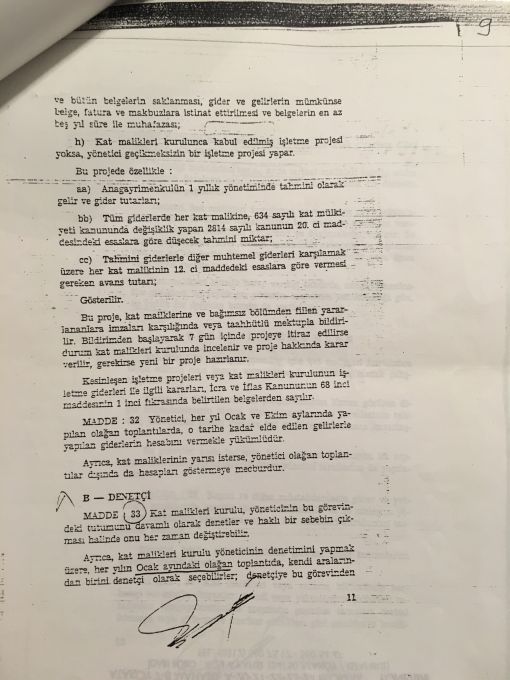 9
ve bütün belgelerin saklanması, gider ve gelirlerin mümkünse
belge, fatura ve makbuzlara istinat ettirilmesi ve belgelerin en az
beş yıl süre ile muhafazası;
h) Kat malikleri kurulunca kabul edilmiş işletme projesi
yoksa, yönetici geçikmeksizin bir işletme projesi yapar.
Bu projede özellikle :
aa) Anagayrimenkulün 1 yıllık yönetiminde tahmini olarak
gelir ve gider tutarları;
bb) Tüm giderlerde her kat malikine, 634 sayılı kat mülki-
yeti kanununda değişiklik yapan 2814 sayılı kanunun 20. ci mad-
desindeki esaslara göre düşecek tahmini miktar;
cc) Tahmini giderlerle diğer muhtemel giderleri karşılamak
üzere her kat malikinin 12. ci maddedeki esaslara göre vermesi
gereken avans tutarı;
Gösterilir.
Bu proje, kat maliklerine ve bağımsız bölümden fiilen yarar-
lananlara imzaları karşılığında veya taahhütlü mektupla bildiri-
lir. Bildirimden başlayarak 7 gün içinde projeye itiraz edilirse
durum kat malikleri kurulunda incelenir ve proje hakkında karar
verilir, gerekirse yeni bir proje hazırlanır.
Kesinleşen işletme projeleri veya kat malikleri kurulunun iş-
letme giderleri ile ilgili kararları, İcra ve İflas Kanununun 68 inci
maddesinin 1 inci fıkrasında belirtilen belgelerden sayılır.
MADDE : 32 Yönetici, her yıl Ocak ve Ekim aylarında ya-
pılan olağan toplantılarda, o tarihe kadar elde edilen gelirlerle
yapılan giderlerin hesabını vermekle yükümlüdür.
Ayrıca, kat maliklerinin yarısı isterse, yönetici olağan toplan-
tılar dışında da hesapları göstermeye mecburdur.
B — DENETÇİ
MADDE : 33 Kat malikleri kurulu, yöneticinin bu görevin-
deki tutumunu davamlı olarak denetler ve haklı bir sebebin çık-
ması halinde onu her zaman değiştirebilir.
Ayrıca, kat malikleri kurulu yöneticinin denetimini yapmak
üzere, her yılın Ocak ayındaki olağan toplantıda, kendi araların-
dan birini denetçi olarak seçebilirler; denetçiye bu görevinden
11